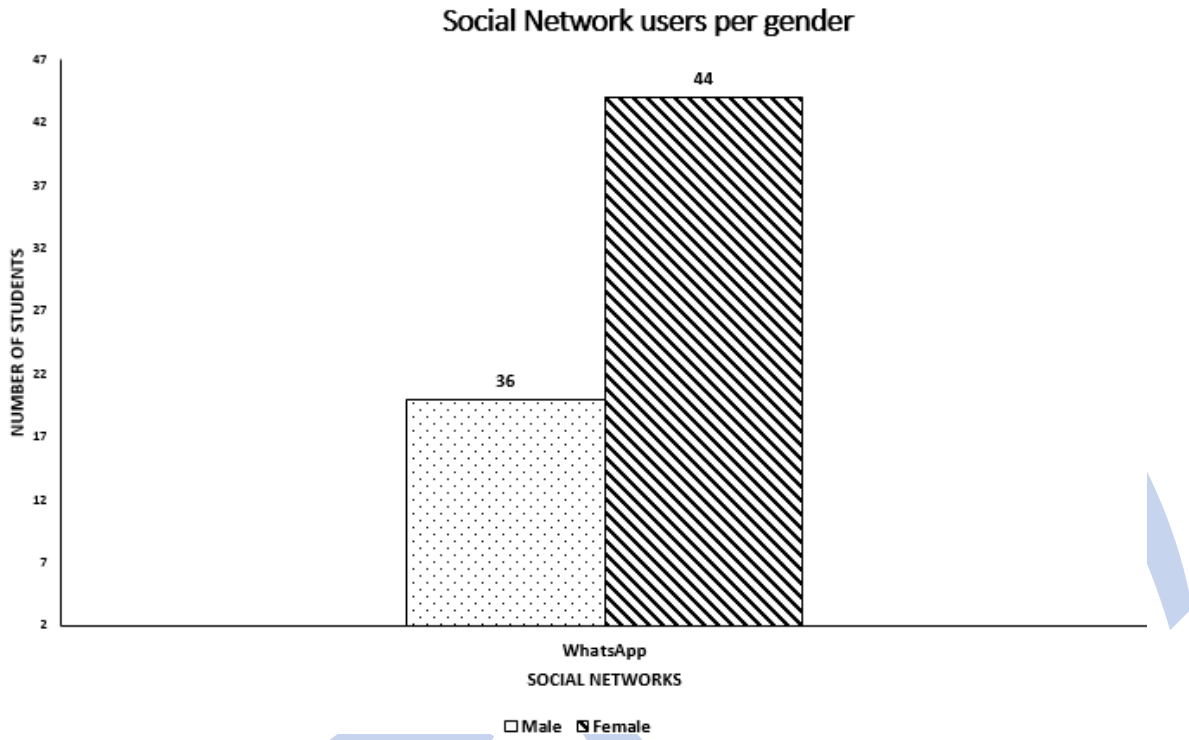 Social Network users per gender
47
42
37
32
27
22
17
12
7
2
NUMBER OF STUDENTS
36
44
WhatsApp
SOCIAL NETWORKS
Male Female